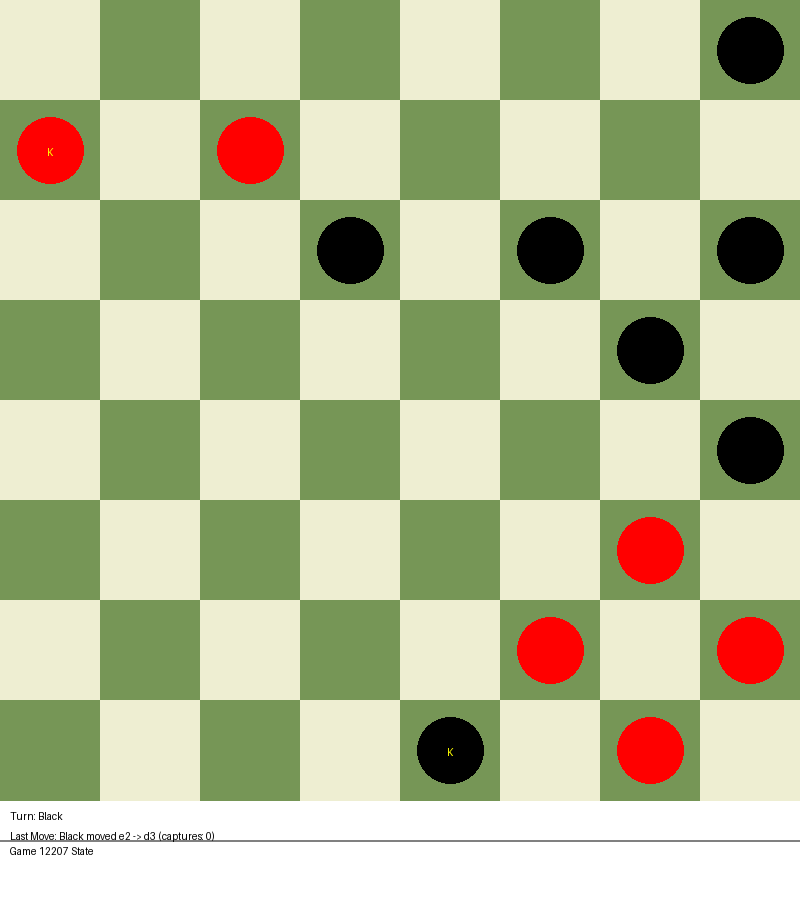 K
K
Turn: Black
Last Move: Black moved e2 -> d3 (captures: 0)
Game 12207 State